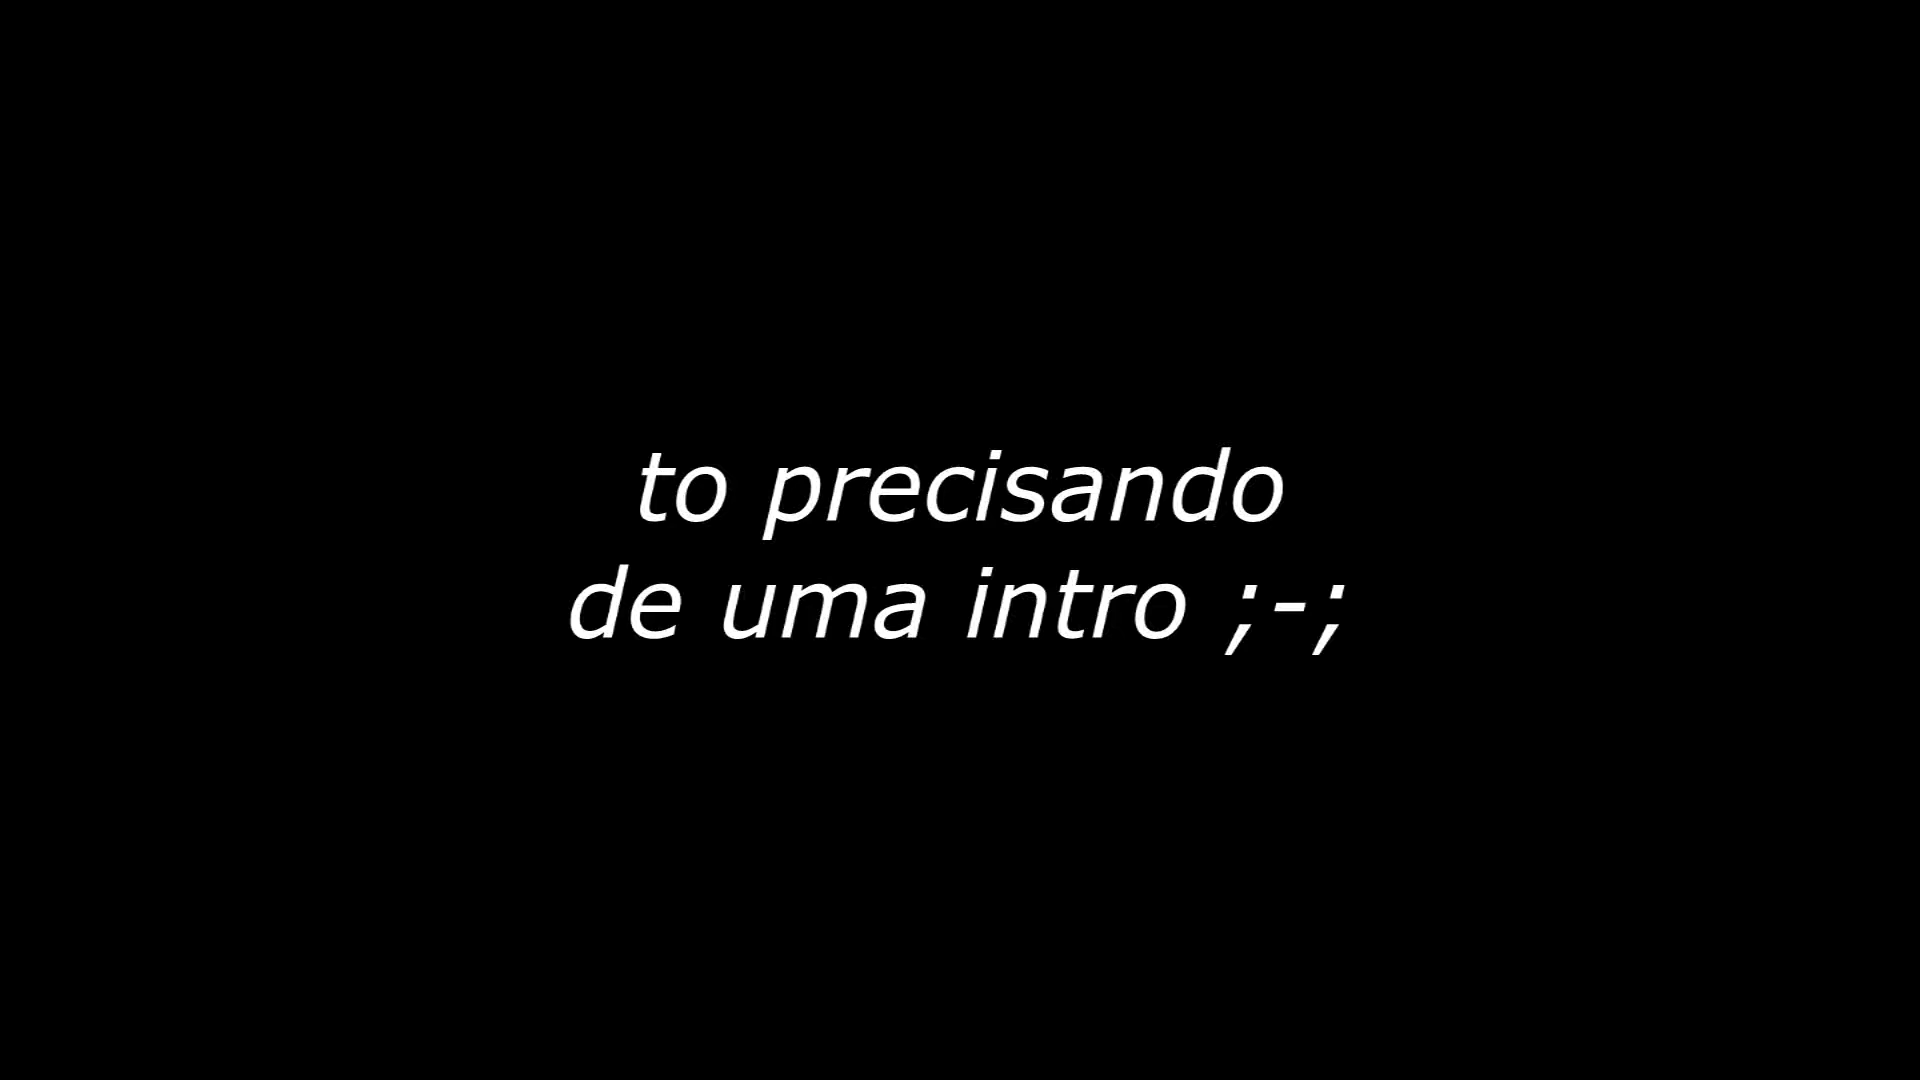 to precisando
de uma intro ;-;